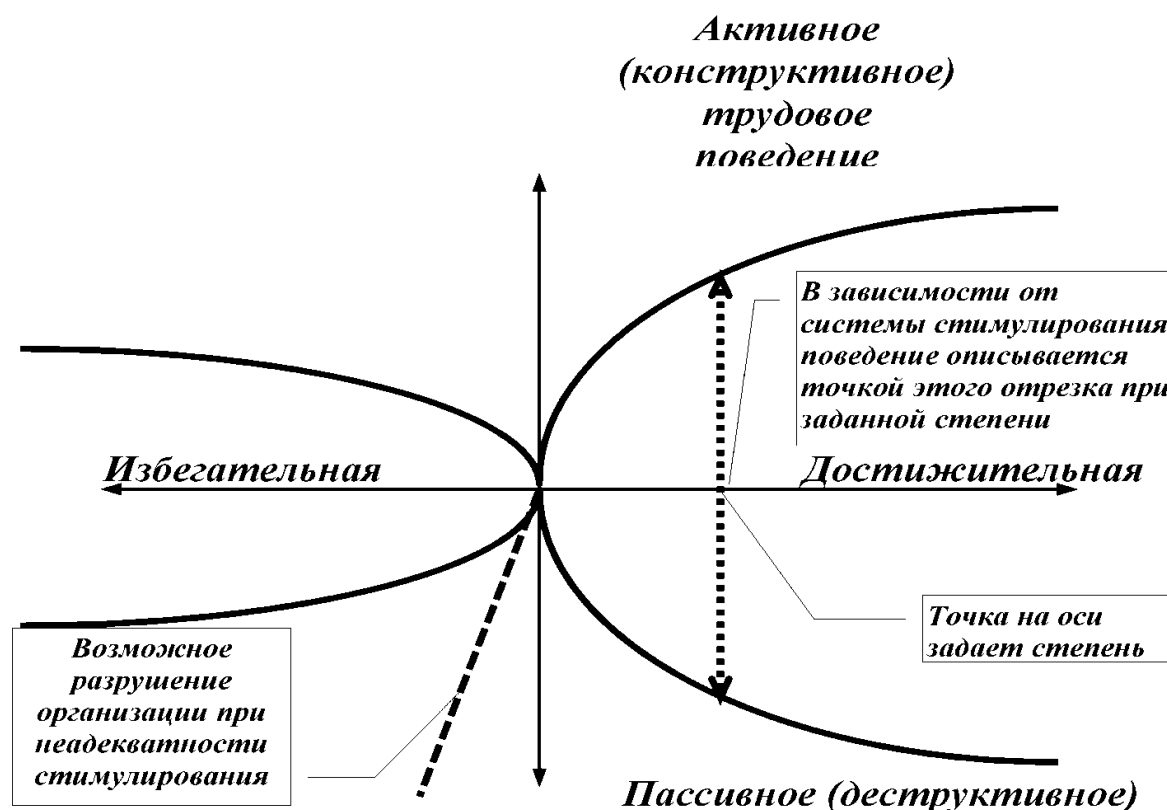 Активное
(конструктивное)
трудовое
поведение
В зависимости от
системы стимулирования
поведение описывается
точкой этого отрезка при
заданной степени
Избегательная
Достижительная
Точка на оси
задает степень
Возможное
разрушение
организации при
неадекватности
стимулирования
Пассивное (деструктивное)